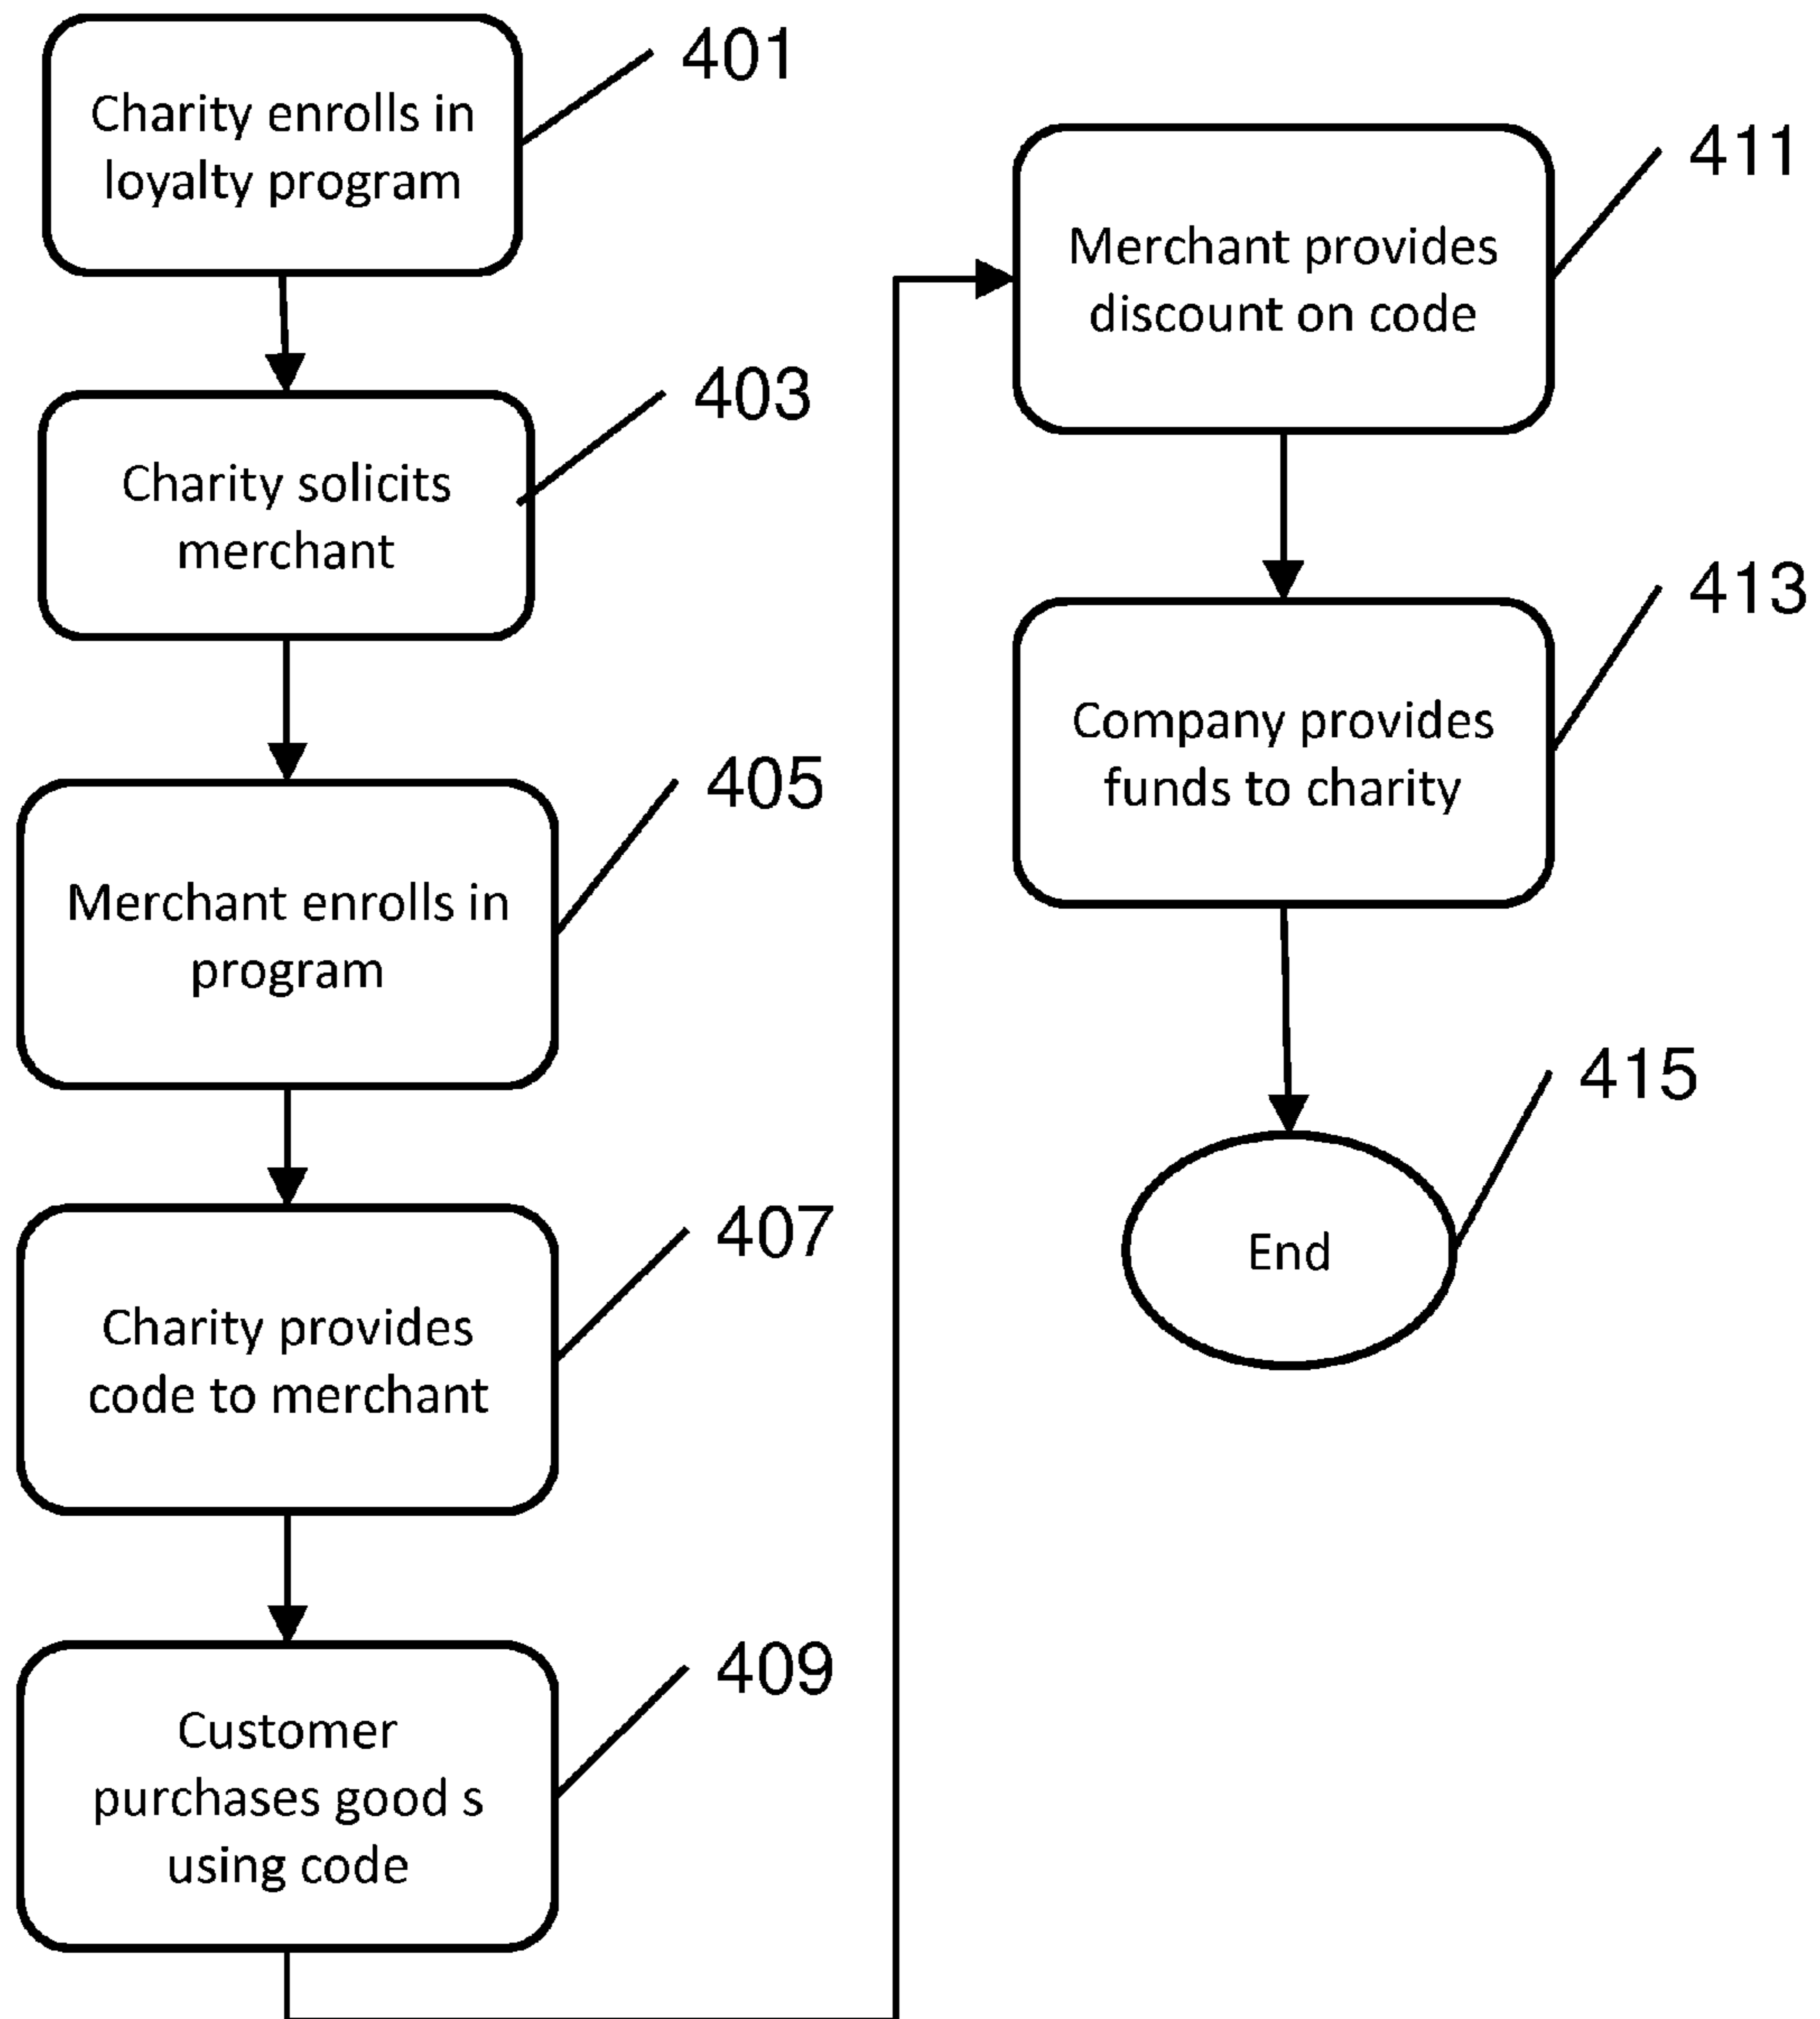 401
Charity enrolls in
loyalty program
403
Charity solicits
merchant
405
Merchant enrolls in
program
407
Charity provides
code to merchant
409
Customer
purchases good s
using code
411
Merchant provides
discount on code
413
Company provides
funds to charity
415
End